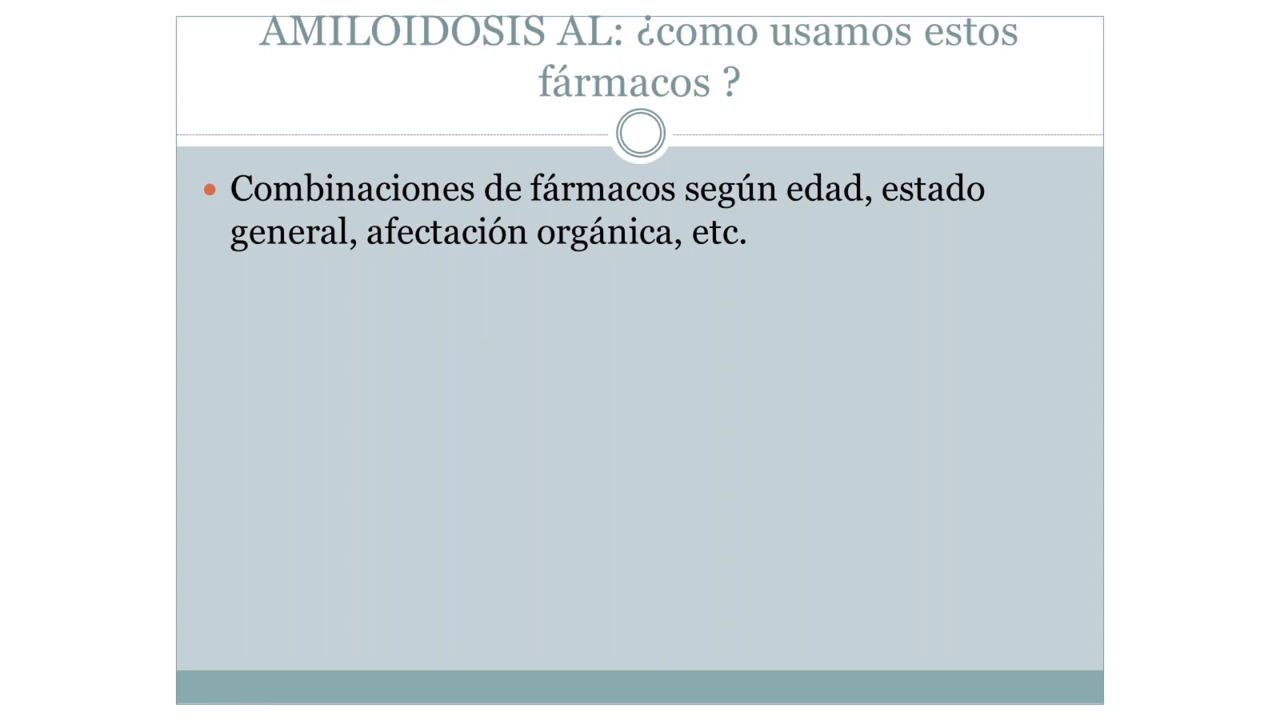 AMILOIDOSIS AL: ¿como usamos estos
fármacos ?
• Combinaciones de fármacos según edad, estado
general, afectación orgánica, etc.